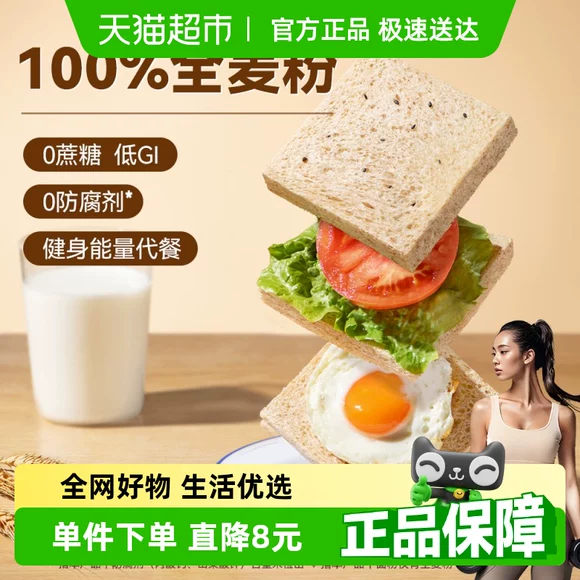 天猫超市 官方正品 极速送达
100%全麦粉
0蔗糖 低GI
0防腐剂*
健身能量代餐
全网好物 生活优选
单件下单 直降8元
正品保障